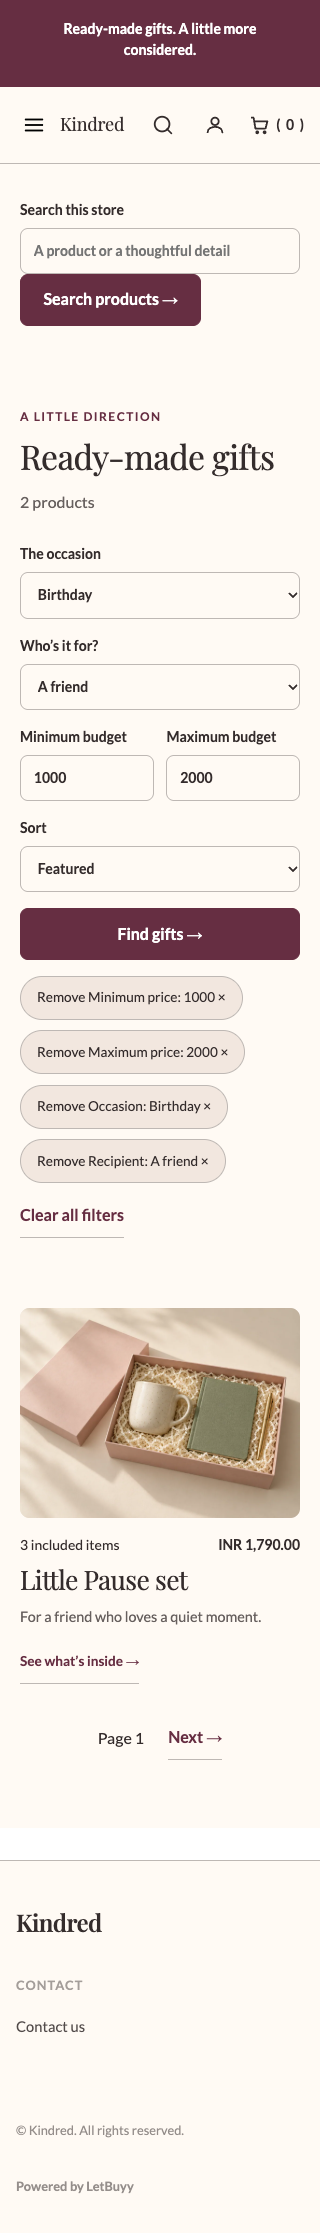 Ready-made gifts. A little more
considered.
Kindred
( 0 )
Search this store
A product or a thoughtful detail
Search products →
A LITTLE DIRECTION
Ready-made gifts
2 products
The occasion
Birthday
Who's it for?
A friend
Minimum budget Maximum budget
1000 2000
Sort
Featured
Find gifts →
Remove Minimum price: 1000 ×
Remove Maximum price: 2000 ×
Remove Occasion: Birthday ×
Remove Recipient: A friend ×
Clear all filters
3 included items INR 1,790.00
Little Pause set
For a friend who loves a quiet moment.
See what's inside →
Page 1 Next →
Kindred
CONTACT
Contact us
© Kindred. All rights reserved.
Powered by LetBuyy